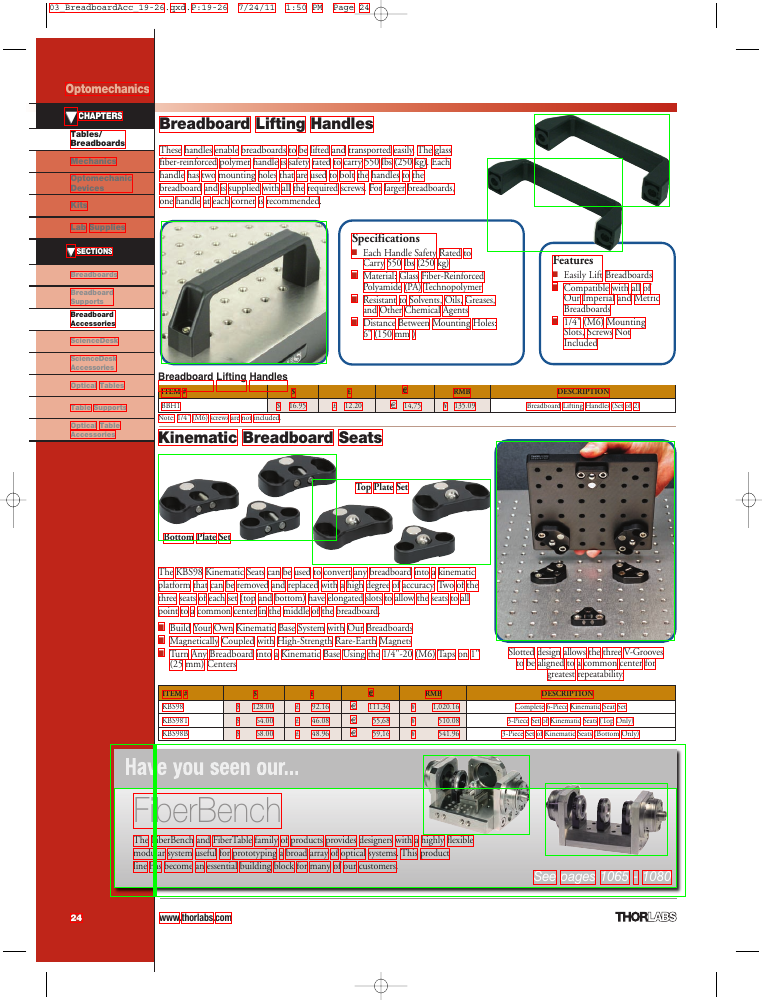 03 BreadboardAcc 19-26.qxd.P:19-26 7/24/11 1:50 PM Page 24
Optomechanics
CHAPTERS
Tables/
Breadboards
Mechanics
Optomechanic
Devices
Kits
Lab Supplies
SECTIONS
Breadboards
Breadboard
Supports
Breadboard
Accessories
ScienceDesk
ScienceDesk
Accessories
Optical Tables
Table Supports
Optical Table
Accessories
Breadboard Lifting Handles
These handles enable breadboards to be lifted and transported easily. The glass
fiber-reinforced polymer handle is safety rated to carry 550 lbs (250 kg). Each
handle has two mounting holes that are used to bolt the handles to the
breadboard and is supplied with all the required screws. For larger breadboards,
one handle at each corner is recommended.
Specifications
Each Handle Safety Rated to
Carry 550 lbs (250 kg)
Material: Glass Fiber-Reinforced
Polyamide (PA) Technopolymer
Resistant to Solvents, Oils, Greases,
and Other Chemical Agents
Distance Between Mounting Holes:
6" (150 mm )
Features
Easily Lift Breadboards
Compatible with all of
Our Imperial and Metric
Breadboards
1/4" (M6) Mounting
Slots, Screws Not
Included
Breadboard Lifting Handles
ITEM # $ £ € RMB DESCRIPTION
BBH1 $ 16.95 £ 12.20 € 14,75 ¥ 135.09 Breadboard Lifting Handles (Set of 2)
Note: 1/4" (M6) screws are not included.
Kinematic Breadboard Seats
Top Plate Set
Bottom Plate Set
The KBS98 Kinematic Seats can be used to convert any breadboard into a kinematic
platform that can be removed and replaced with a high degree of accuracy. Two of the
three seats of each set (top and bottom) have elongated slots to allow the seats to all
point to a common center in the middle of the breadboard.
Build Your Own Kinematic Base System with Our Breadboards
Magnetically Coupled with High-Strength Rare-Earth Magnets
Turn Any Breadboard into a Kinematic Base Using the 1/4"-20 (M6) Taps on 1"
(25 mm) Centers
Slotted design allows the three V-Grooves
to be aligned to a common center for
greatest repeatability
ITEM # $ £ € RMB DESCRIPTION
KBS98 $ 128.00 £ 92.16 € 111,36 ¥ 1,020.16 Complete 6-Piece Kinematic Seat Set
KBS98T $ 64.00 £ 46.08 € 55,68 ¥ 510.08 3-Piece Set of Kinematic Seats (Top Only)
KBS98B $ 68.00 £ 48.96 € 59,16 ¥ 541.96 3-Piece Set of Kinematic Seats (Bottom Only)
Have you seen our...
FiberBench
The FiberBench and FiberTable family of products provides designers with a highly flexible
modular system useful for prototyping a broad array of optical systems. This product
line has become an essential building block for many of our customers.
See pages 1065 - 1080
24
www.thorlabs.com
THORLABS